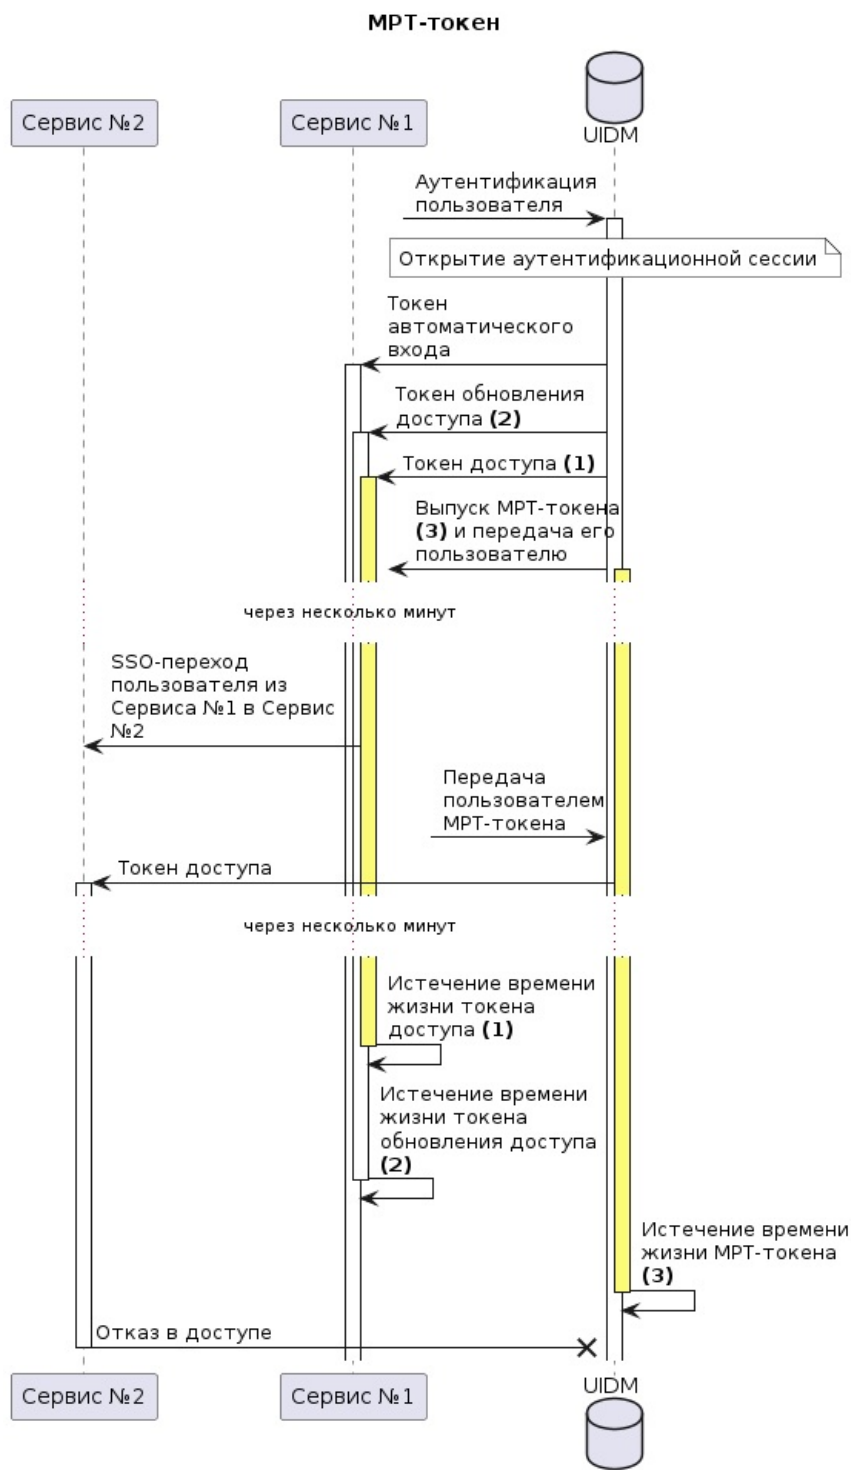 МРТ-токен
Сервис №2
Сервис №1
UIDM
Аутентификация
пользователя
Открытие аутентификационной сессии
Токен
автоматического
входа
Токен обновления
доступа (2)
Токен доступа (1)
Выпуск МРТ-токена
(3) и передача его
пользователю
через несколько минут
SSO-переход
пользователя из
Сервиса №1 в Сервис
№2
Передача
пользователем
МРТ-токена
Токен доступа
через несколько минут
Истечение времени
жизни токена
доступа (1)
Истечение времени
жизни токена
обновления доступа
(2)
Истечение времени
жизни МРТ-токена
(3)
Отказ в доступе
Сервис №2
Сервис №1
UIDM